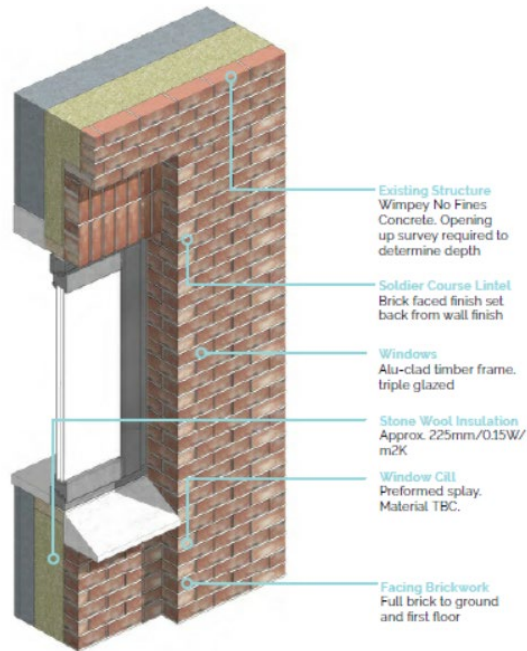 Existing Structure
Wimpey No Fines
Concrete. Opening
up survey required to
determine depth
Soldier Course Lintel
Brick faced finish set
back from wall finish
Windows
Alu-clad timber frame,
triple glazed
Stone Wool Insulation
Approx. 225mm/0.15W/
m2K
Window Cill
Preformed splay.
Material TBC.
Facing Brickwork
Full brick to ground
and first floor